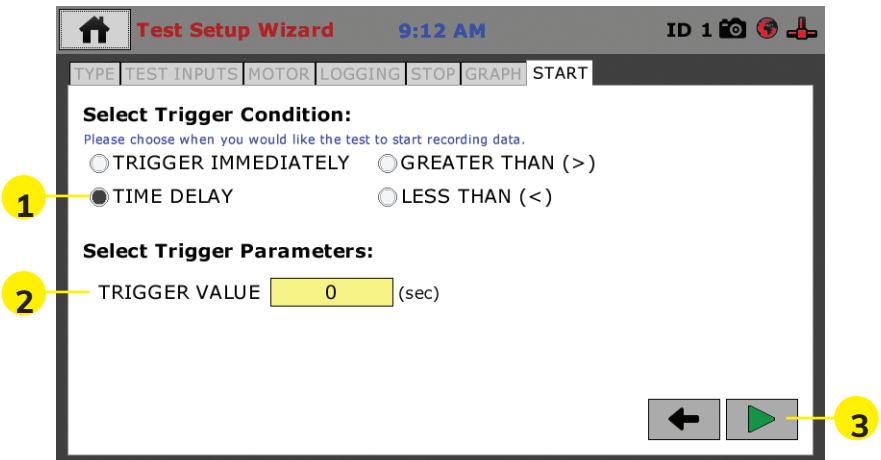 Test Setup Wizard 9:12 AM ID 1
TYPE TEST INPUTS MOTOR LOGGING STOP GRAPH START
Select Trigger Condition:
Please choose when you would like the test to start recording data.
TRIGGER IMMEDIATELY GREATER THAN (>)
1 TIME DELAY LESS THAN (<)
Select Trigger Parameters:
2 TRIGGER VALUE 0 (sec)
3